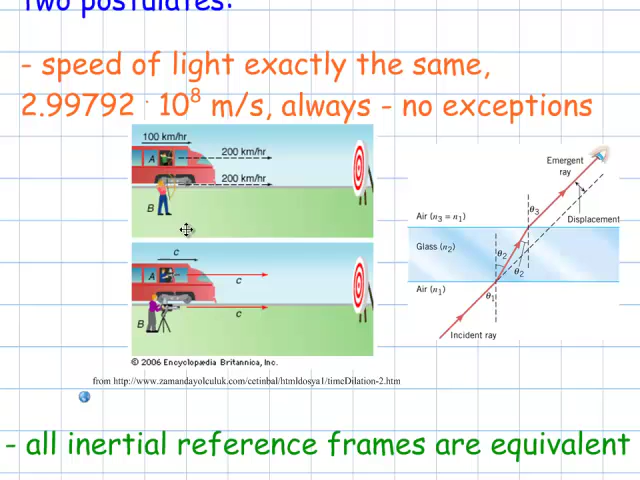 Two postulates:
- speed of light exactly the same,
2.99792 · 10⁸ m/s, always - no exceptions
100 km/hr
A
200 km/hr
200 km/hr
B
c
A
c
c
B
© 2006 Encyclopædia Britannica, Inc.
Emergent
ray
θ3
Air (n3 = n1)
Displacement
Glass (n2)
θ2
θ2
Air (n1)
θ1
Incident ray
from http://www.zamandayolculuk.com/cetinbal/htmldosya1/timeDilation-2.htm
- all inertial reference frames are equivalent